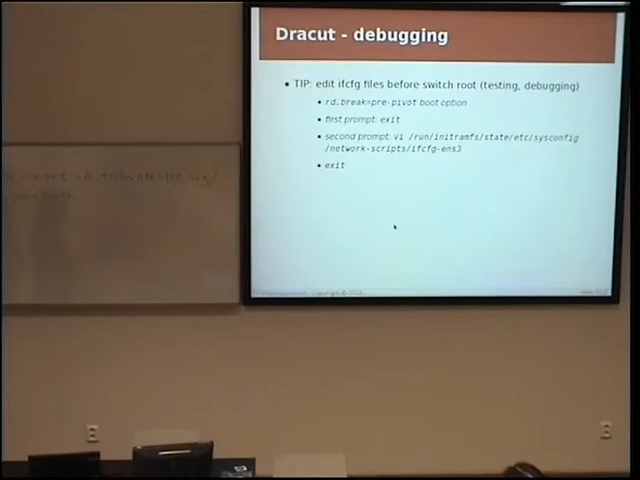 Dracut - debugging
TIP: edit ifcfg files before switch root (testing, debugging)
rd.break=pre-pivot boot option
first prompt: exit
second prompt: vi /run/initramfs/state/etc/sysconfig
/network-scripts/ifcfg-ens3
exit